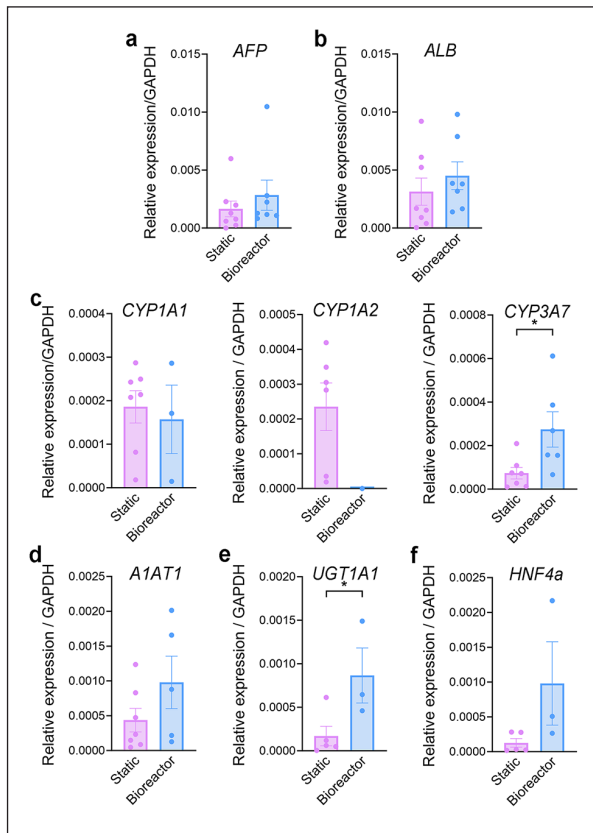 a
AFP
Relative expression/GAPDH
0.015
0.010
0.005
0.000
Static
Bioreactor
b
ALB
Relative expression/GAPDH
0.015
0.010
0.005
0.000
Static
Bioreactor
c
CYP1A1
Relative expression/GAPDH
0.0004
0.0003
0.0002
0.0001
0.0000
Static
Bioreactor
CYP1A2
Relative expression / GAPDH
0.0005
0.0004
0.0003
0.0002
0.0001
0.0000
Static
Bioreactor
CYP3A7
*
Relative expression / GAPDH
0.0008
0.0006
0.0004
0.0002
0.0000
Static
Bioreactor
d
A1AT1
Relative expression / GAPDH
0.0025
0.0020
0.0015
0.0010
0.0005
0.0000
Static
Bioreactor
e
UGT1A1
*
Relative expression / GAPDH
0.0020
0.0015
0.0010
0.0005
0.0000
Static
Bioreactor
f
HNF4a
Relative expression / GAPDH
0.0025
0.0020
0.0015
0.0010
0.0005
0.0000
Static
Bioreactor